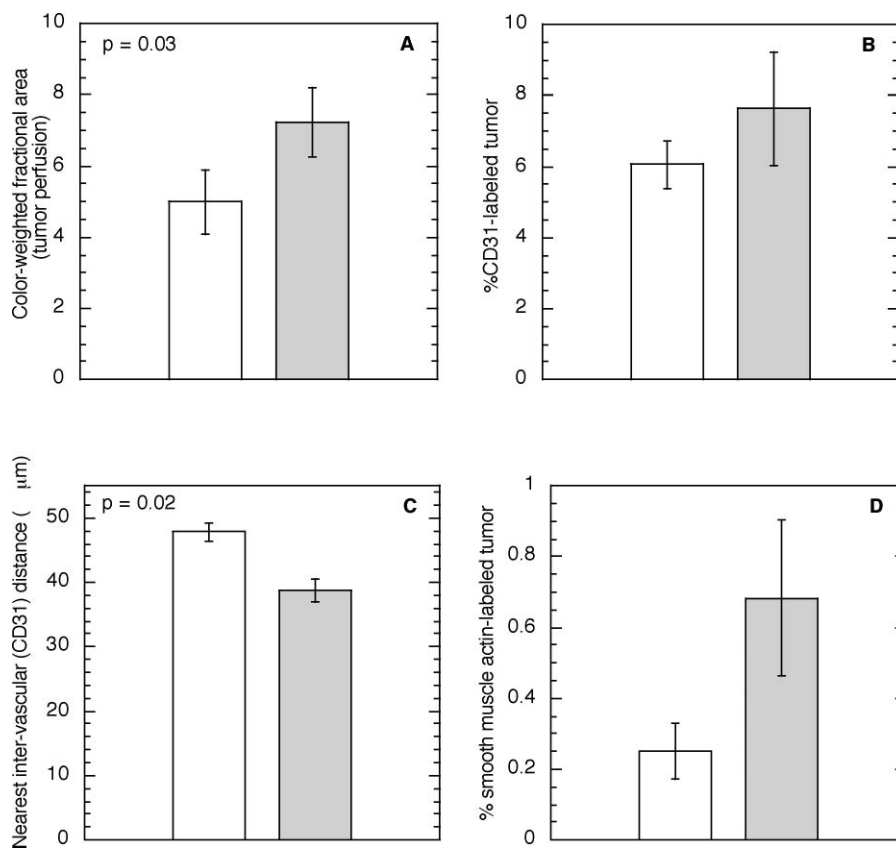 10
8
6
4
2
0
p = 0.03
A
Color-weighted fractional area
(tumor perfusion)
10
8
6
4
2
0
B
%CD31-labeled tumor
50
40
30
20
10
0
p = 0.02
C
Nearest inter-vascular (CD31) distance ( μm)
1
0.8
0.6
0.4
0.2
0
D
% smooth muscle actin-labeled tumor